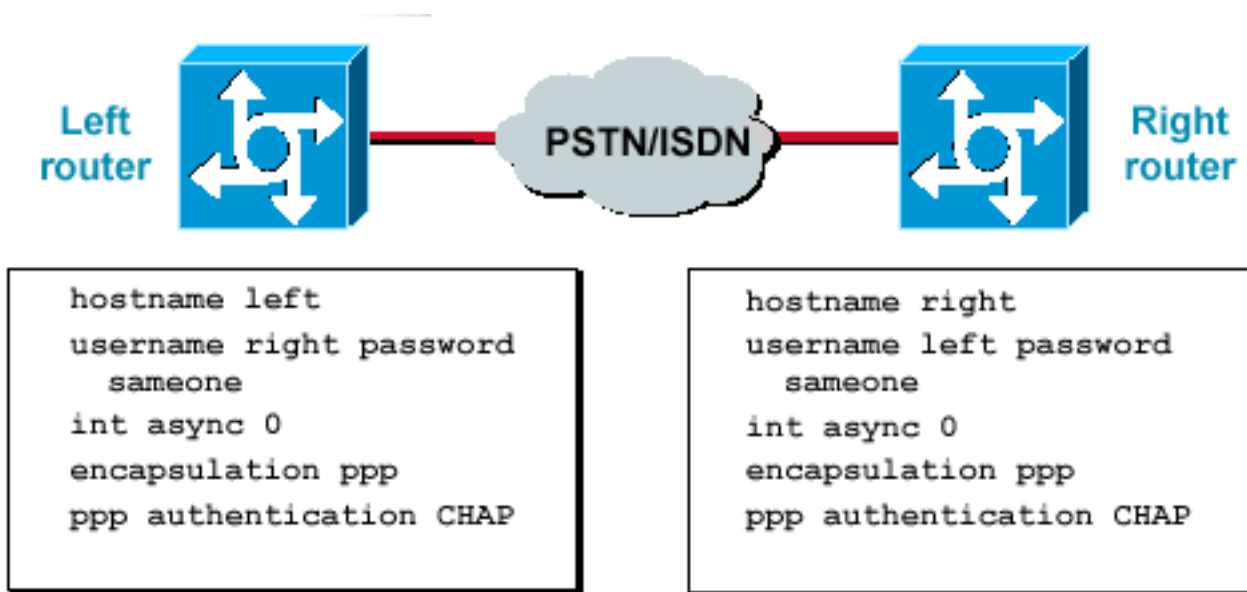 Left
router
PSTN/ISDN
Right
router
hostname left
username right password
sameone
int async 0
encapsulation ppp
ppp authentication CHAP
hostname right
username left password
sameone
int async 0
encapsulation ppp
ppp authentication CHAP